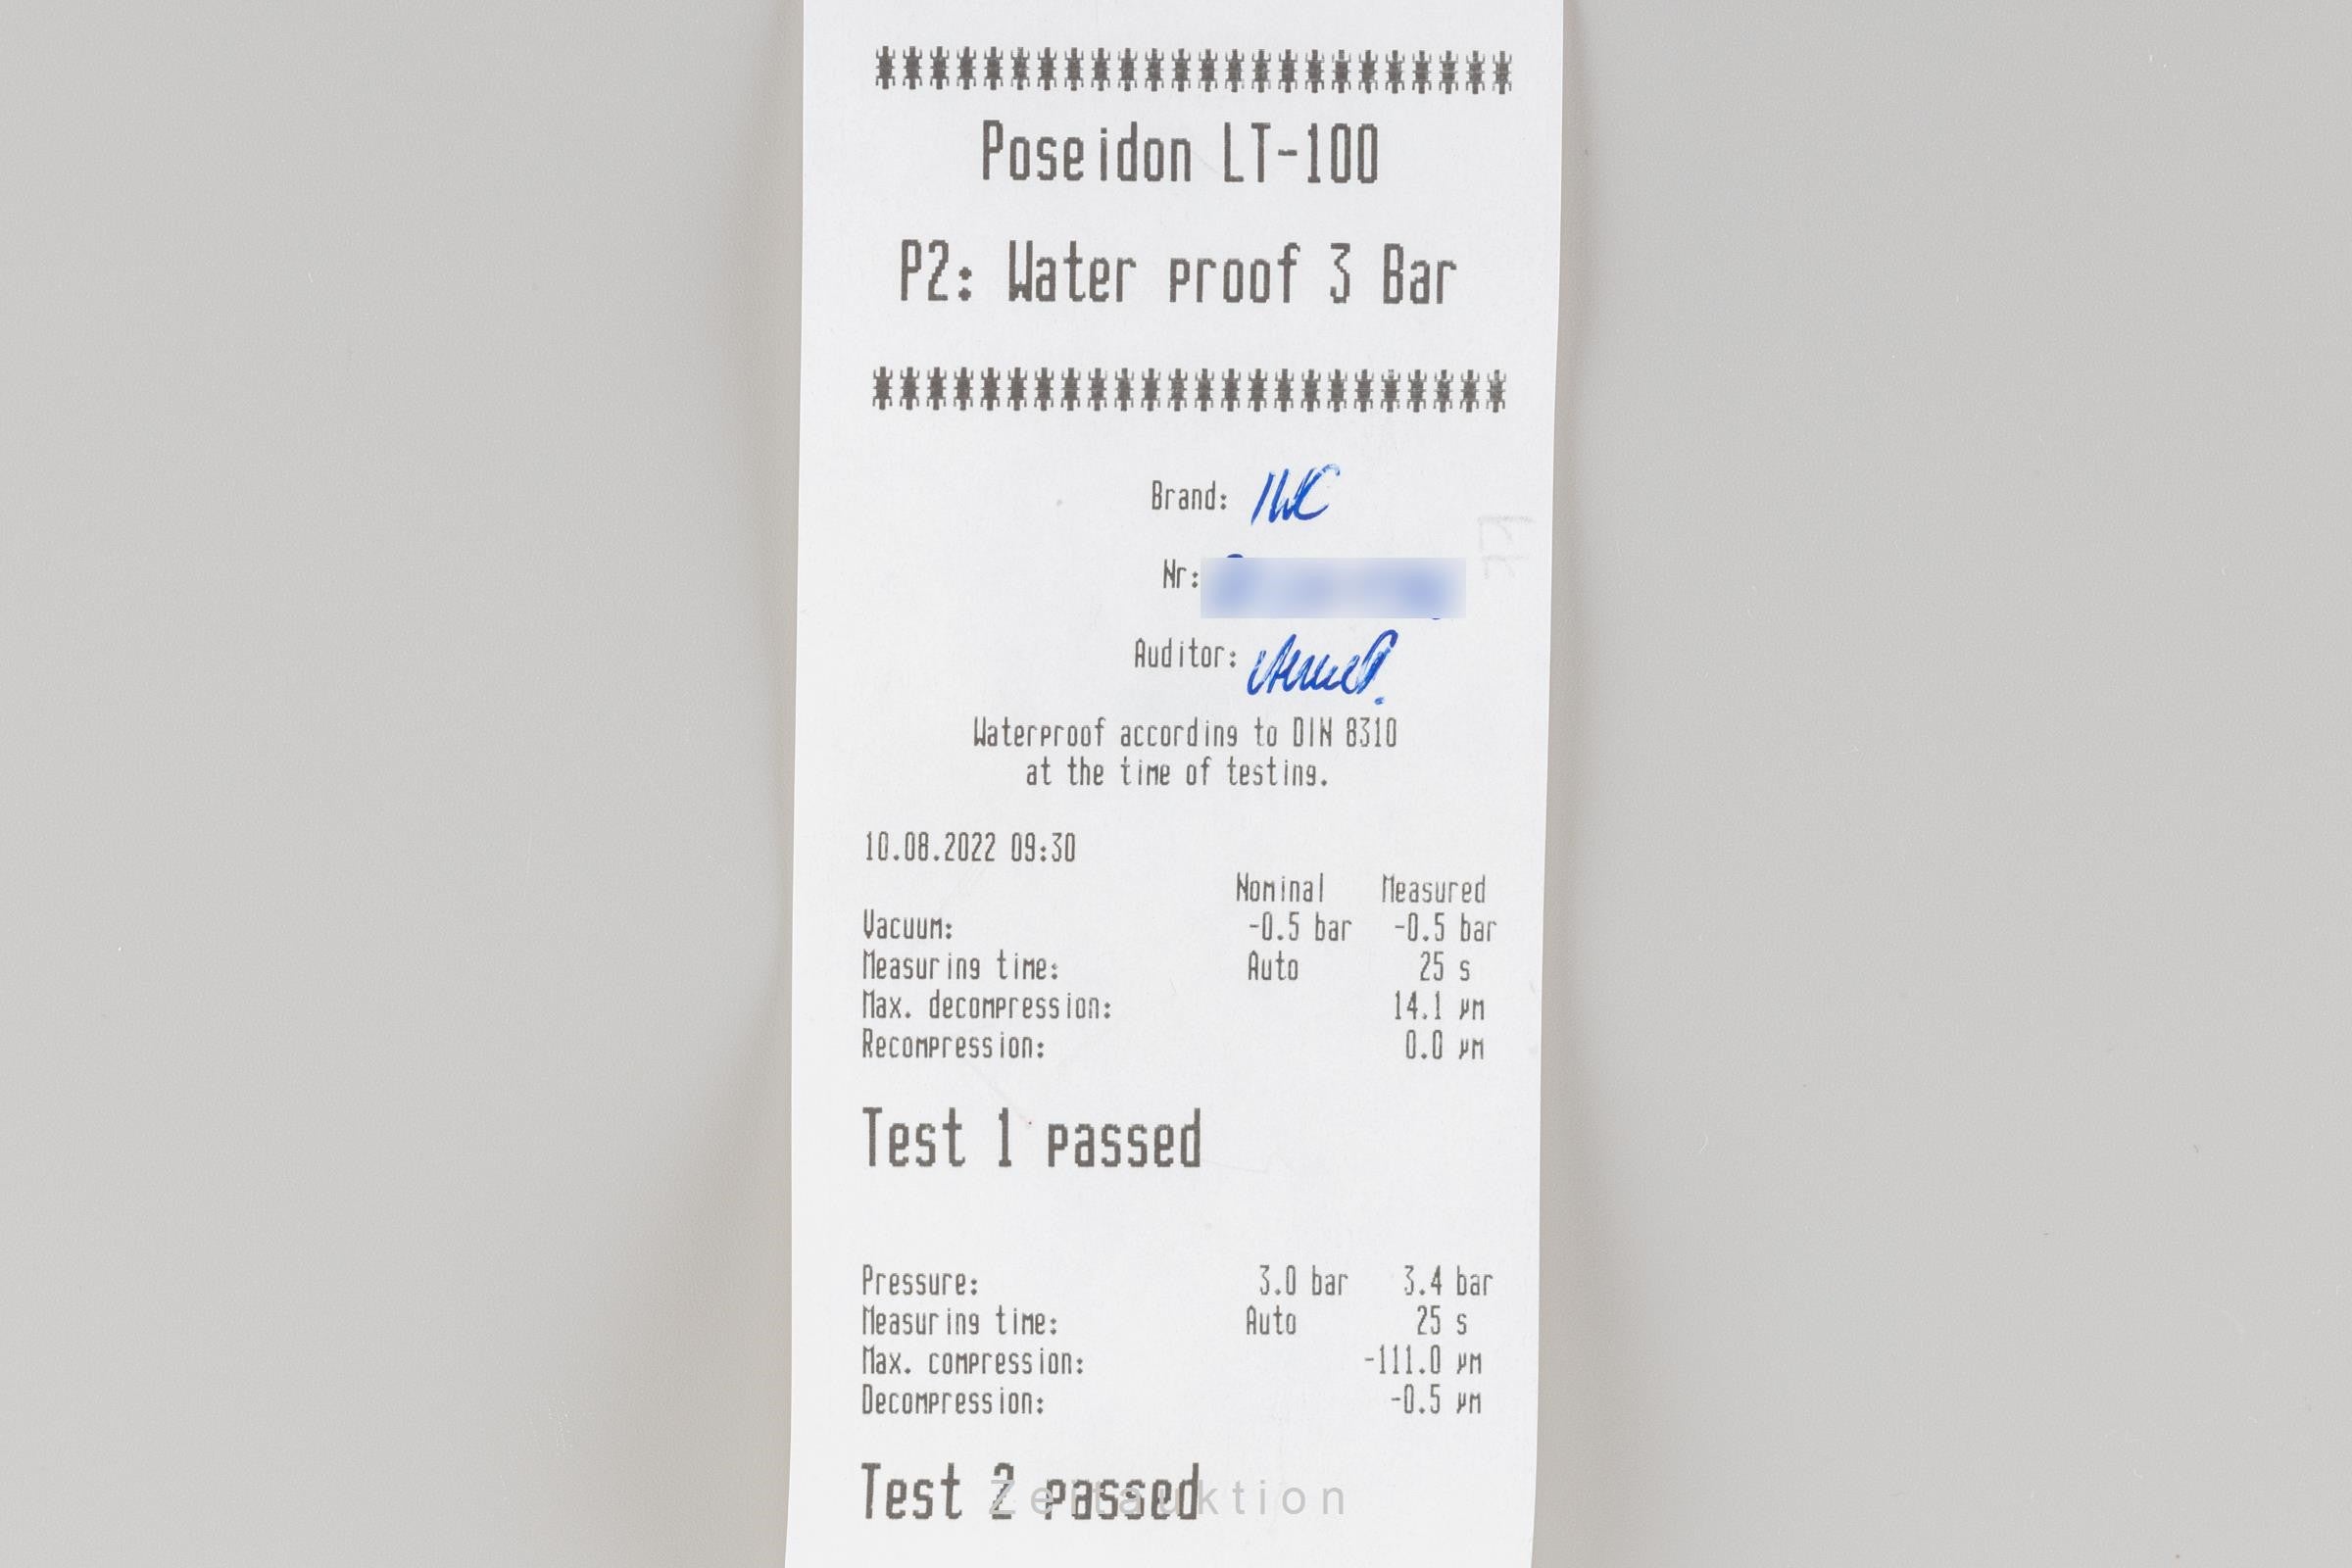 ************************
Poseidon LT-100
P2: Water proof 3 Bar
************************
Brand: IWC
Nr:
Auditor:
Waterproof according to DIN 8310
at the time of testing.
10.08.2022 09:30
Nominal Measured
Vacuum: -0.5 bar -0.5 bar
Measuring time: Auto 25 s
Max. decompression: 14.1 µm
Recompression: 0.0 µm
Test 1 passed
Pressure: 3.0 bar 3.4 bar
Measuring time: Auto 25 s
Max. compression: -111.0 µm
Decompression: -0.5 µm
Test 2 passed
Zeitauktion